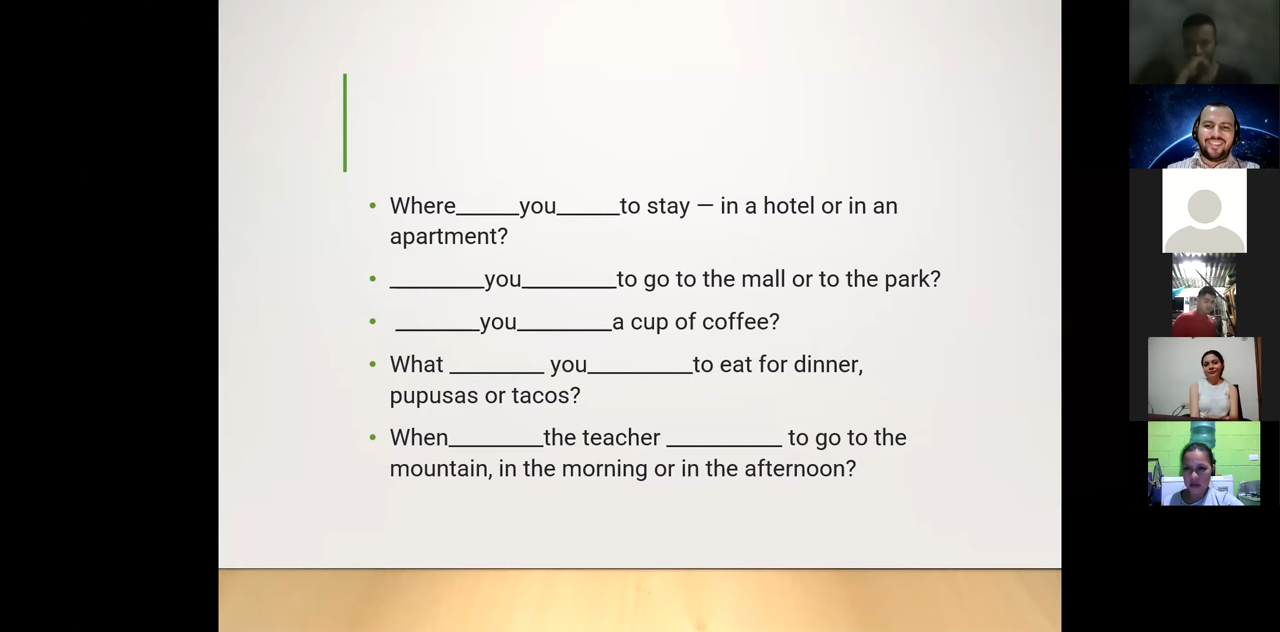 • Where______you______to stay — in a hotel or in an
apartment?
• _________you_________to go to the mall or to the park?
• ________you_________a cup of coffee?
• What _________ you__________to eat for dinner,
pupusas or tacos?
• When_________the teacher ___________ to go to the
mountain, in the morning or in the afternoon?